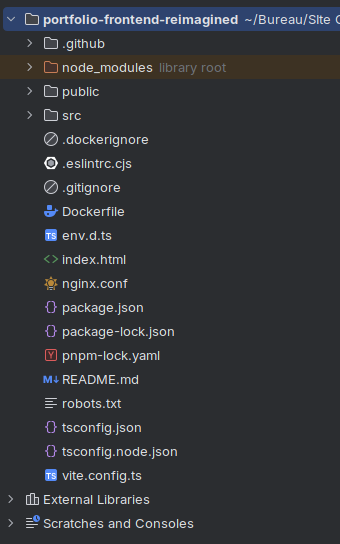 portfolio-frontend-reimagined ~/Bureau/SIte
.github
node_modules library root
public
src
.dockerignore
.eslintrc.cjs
.gitignore
Dockerfile
TS env.d.ts
<> index.html
nginx.conf
{} package.json
{} package-lock.json
Y pnpm-lock.yaml
M↓ README.md
robots.txt
{} tsconfig.json
{} tsconfig.node.json
TS vite.config.ts
External Libraries
Scratches and Consoles